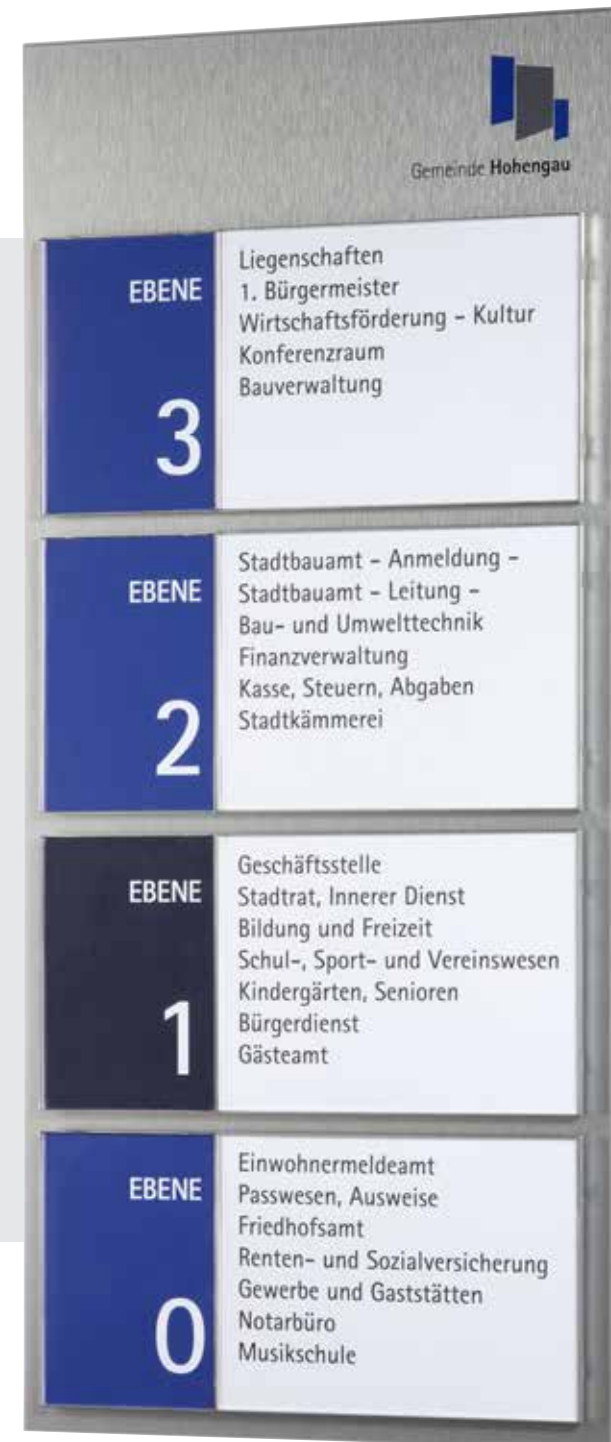 Gemeinde Hohengau
EBENE
3
Liegenschaften
1. Bürgermeister
Wirtschaftsförderung - Kultur
Konferenzraum
Bauverwaltung
EBENE
2
Stadtbauamt - Anmeldung -
Stadtbauamt - Leitung -
Bau- und Umwelttechnik
Finanzverwaltung
Kasse, Steuern, Abgaben
Stadtkämmerei
EBENE
1
Geschäftsstelle
Stadtrat, Innerer Dienst
Bildung und Freizeit
Schul-, Sport- und Vereinswesen
Kindergärten, Senioren
Bürgerdienst
Gästeamt
EBENE
0
Einwohnermeldeamt
Passwesen, Ausweise
Friedhofsamt
Renten- und Sozialversicherung
Gewerbe und Gaststätten
Notarbüro
Musikschule